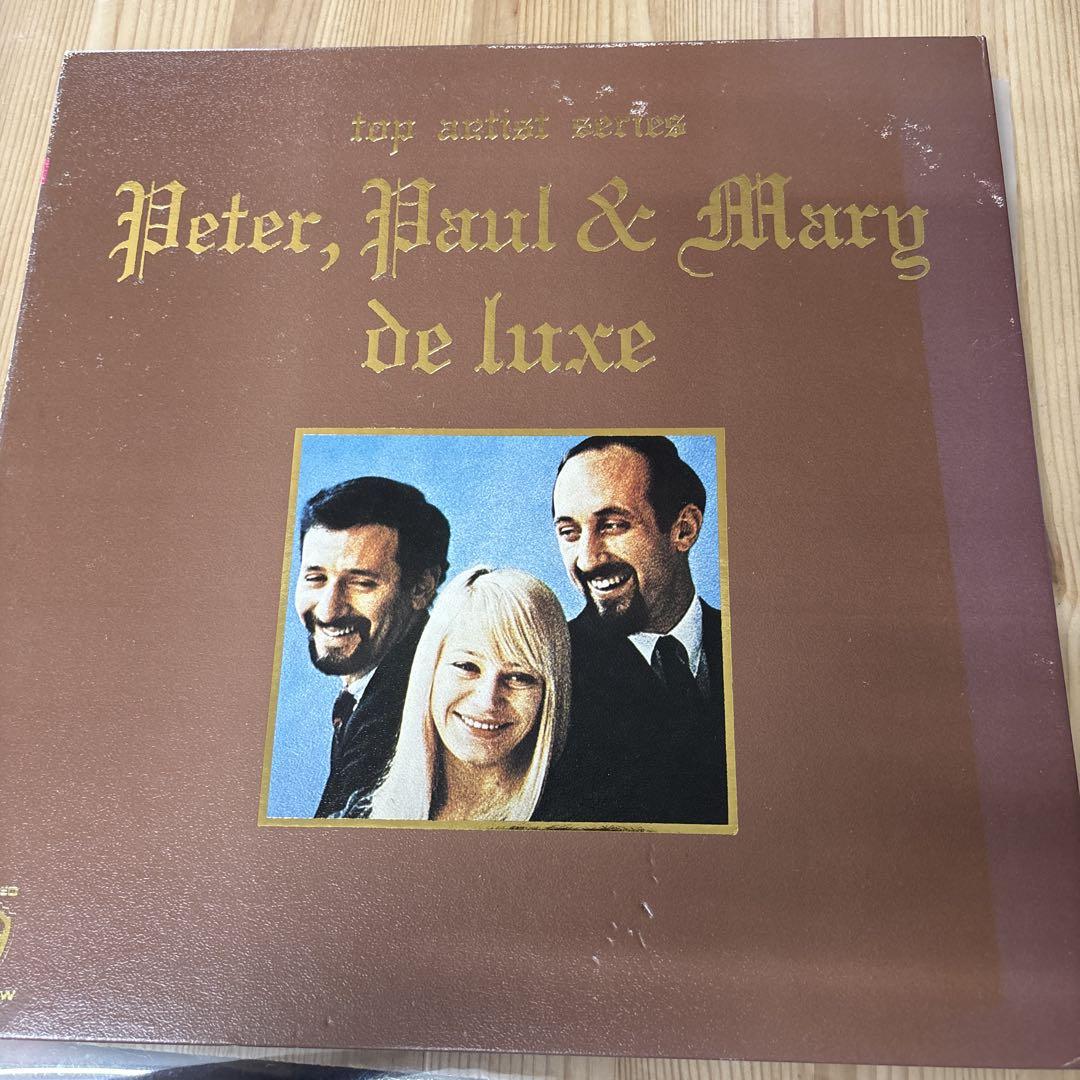 top artist series
Peter, Paul & Mary
de luxe